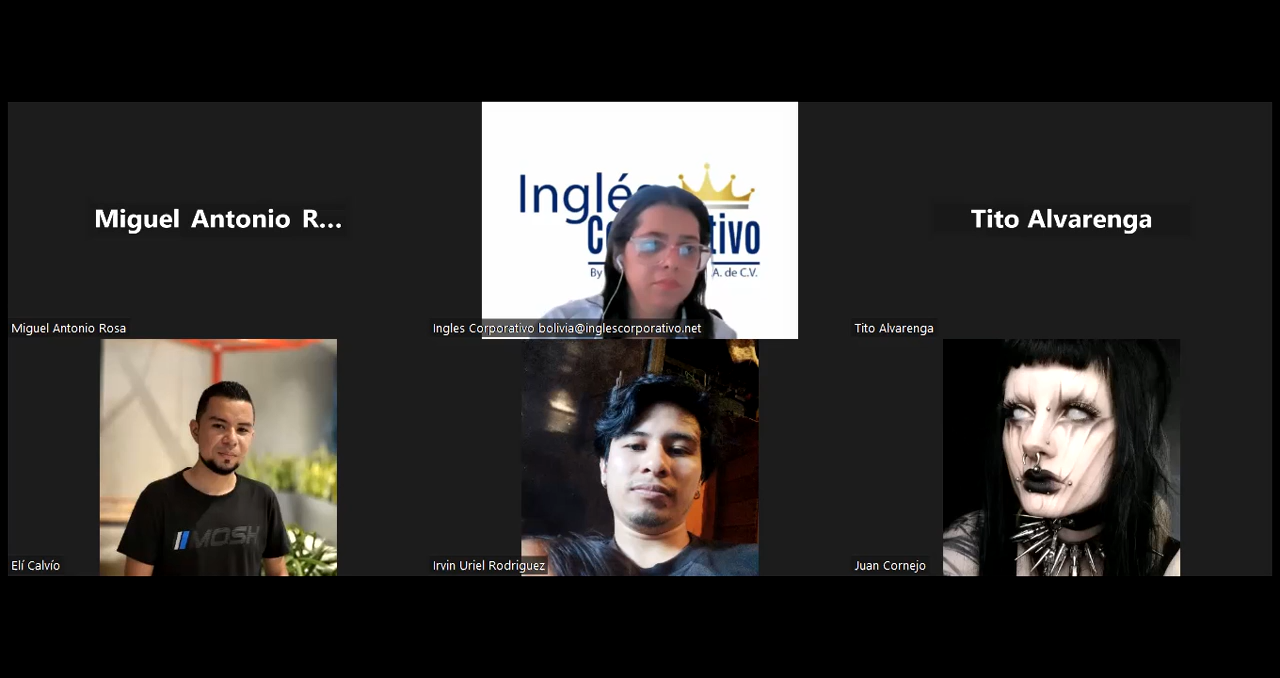 Miguel Antonio R...
Inglé
Co
tivo
By
A. de C.V.
Tito Alvarenga
Miguel Antonio Rosa
Ingles Corporativo bolivia@inglescorporativo.net
Tito Alvarenga
MOSH
Elí Calvío
Irvin Uriel Rodriguez
Juan Cornejo